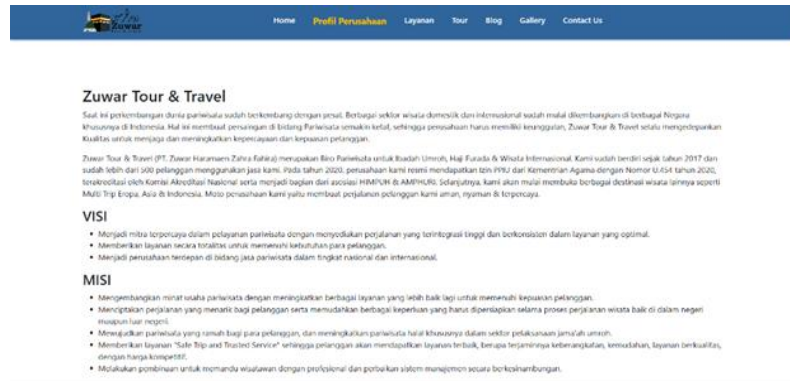 Zuwar
Home Profil Perusahaan Layanan Tour Blog Gallery Contact Us
Zuwar Tour & Travel
Saat ini perkembangan dunia pariwisata sudah berkembang dengan pesat. Berbagai sektor wisata domestik dan internasional sudah mulai dikembangkan di berbagai Negara
khususnya di Indonesia. Hal ini membuat persaingan di bidang Pariwisata semakin ketat, sehingga perusahaan harus memiliki keunggulan, Zuwar Tour & Travel selalu mengedepankan
Kualitas untuk menjaga dan meningkatkan kepercayaan dan kepuasan pelanggan.
Zuwar Tour & Travel (PT. Zuwar Haramaen Zahra Fahira) merupakan Biro Pariwisata untuk Ibadah Umroh, Haji Furada & Wisata Internasional. Kami sudah berdiri sejak tahun 2017 dan
sudah lebih dari 500 pelanggan menggunakan jasa kami. Pada tahun 2020, perusahaan kami resmi mendapatkan Izin PPIU dari Kementrian Agama dengan Nomor U.454 tahun 2020,
terakreditasi oleh Komisi Akreditasi Nasional serta menjadi bagian dari asosiasi HIMPUH & AMPHURI. Selanjutnya, kami akan mulai membuka berbagai destinasi wisata lainnya seperti
Multi Trip Eropa, Asia & Indonesia. Moto perusahaan kami yaitu membuat perjalanan pelanggan kami aman, nyaman & terpercaya.
VISI
• Menjadi mitra terpercaya dalam pelayanan pariwisata dengan menyediakan perjalanan yang terintegrasi tinggi dan berkonsisten dalam layanan yang optimal.
• Memberikan layanan secara totalitas untuk memenuhi kebutuhan para pelanggan.
• Menjadi perusahaan terdepan di bidang jasa pariwisata dalam tingkat nasional dan internasional.
MISI
• Mengembangkan minat usaha pariwisata dengan meningkatkan berbagai layanan yang lebih baik lagi untuk memenuhi kepuasan pelanggan.
• Menciptakan perjalanan yang menarik bagi pelanggan serta memudahkan berbagai keperluan yang harus dipersiapkan selama proses perjalanan wisata baik di dalam negeri
maupun luar negeri.
• Mewujudkan pariwisata yang ramah bagi para pelanggan, dan meningkatkan pariwisata halal khususnya dalam sektor pelaksanaan jama'ah umroh.
• Memberikan layanan "Safe Trip and Trusted Service" sehingga pelanggan akan mendapatkan layanan terbaik, berupa terjaminnya keberangkatan, kemudahan, layanan berkualitas,
dengan harga kompetitif.
• Melakukan pembinaan untuk memandu wisatawan dengan profesional dan perbaikan sistem manajemen secara berkesinambungan.